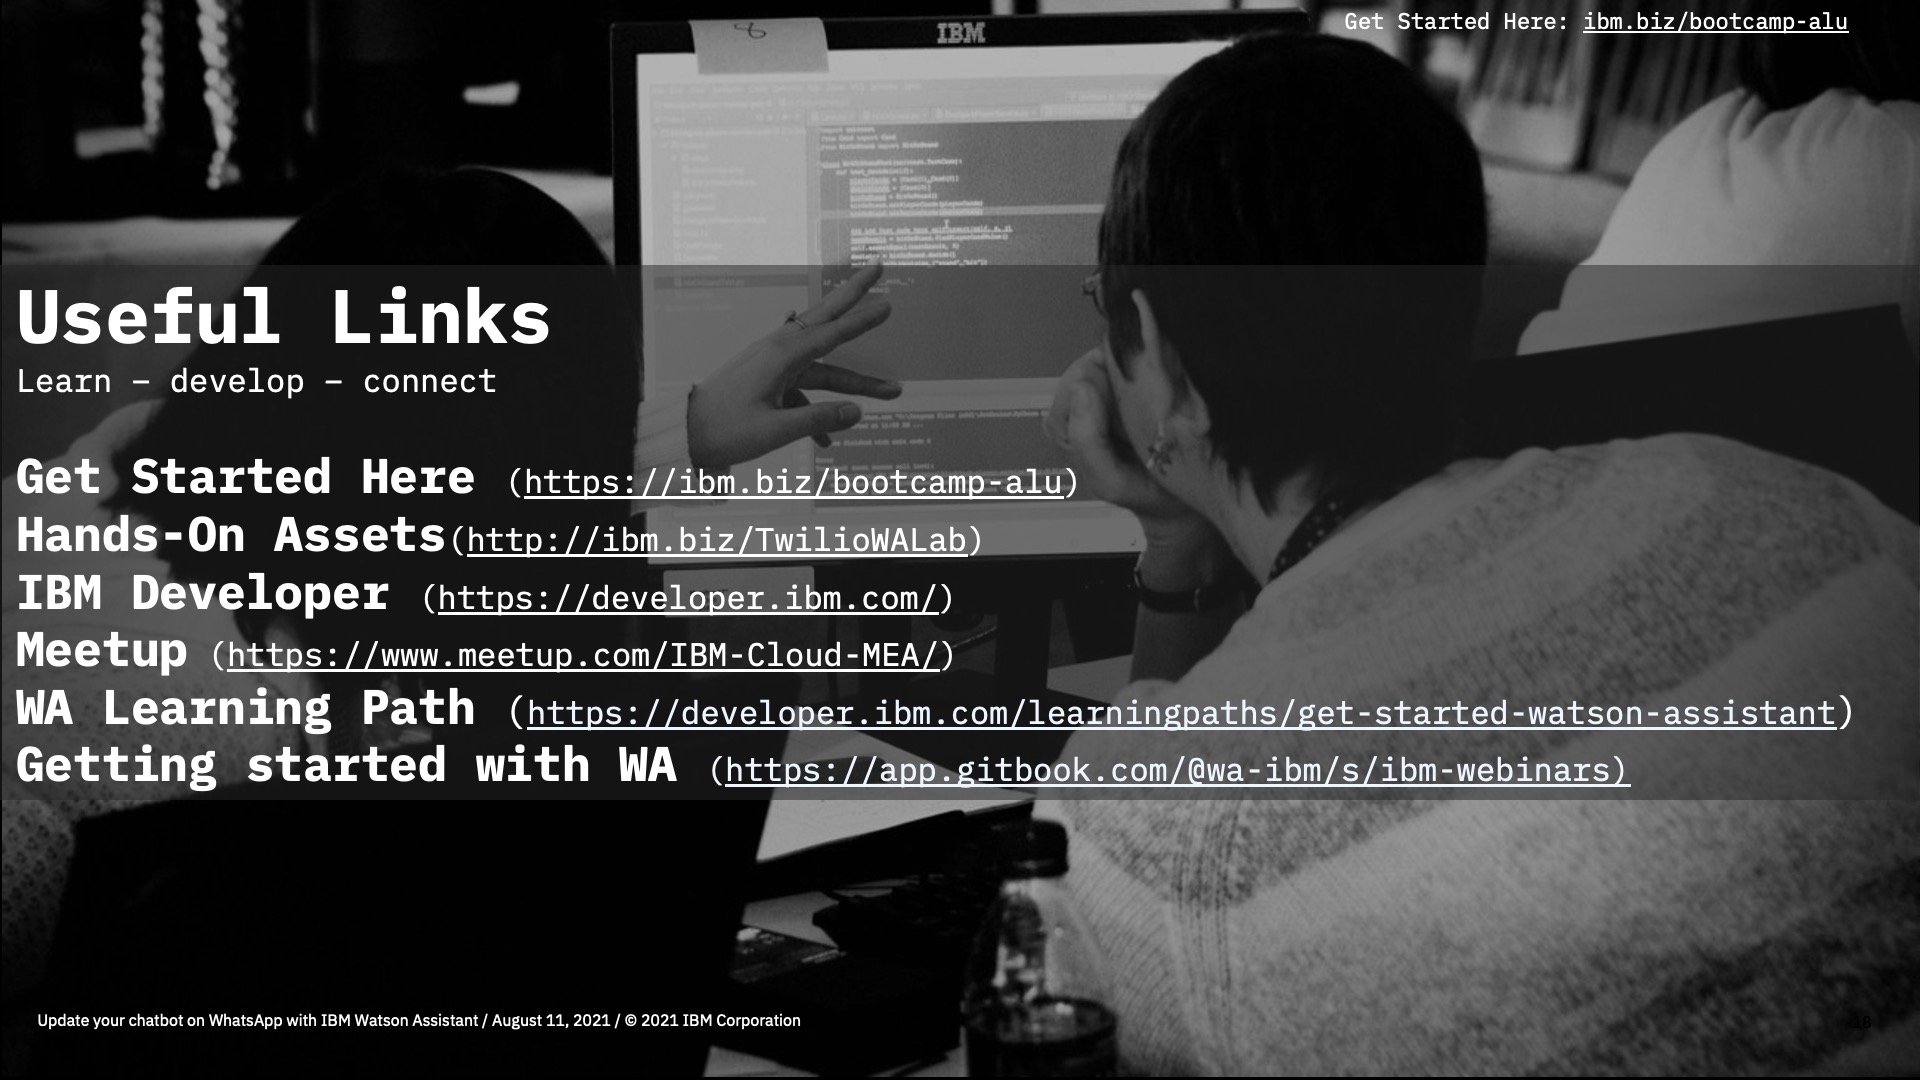 Get Started Here: ibm.biz/bootcamp-alu
8
IBM
Useful Links
Learn – develop – connect
Get Started Here (https://ibm.biz/bootcamp-alu)
Hands-On Assets(http://ibm.biz/TwilioWALab)
IBM Developer (https://developer.ibm.com/)
Meetup (https://www.meetup.com/IBM-Cloud-MEA/)
WA Learning Path (https://developer.ibm.com/learningpaths/get-started-watson-assistant)
Getting started with WA (https://app.gitbook.com/@wa-ibm/s/ibm-webinars)
Update your chatbot on WhatsApp with IBM Watson Assistant / August 11, 2021 / © 2021 IBM Corporation
18